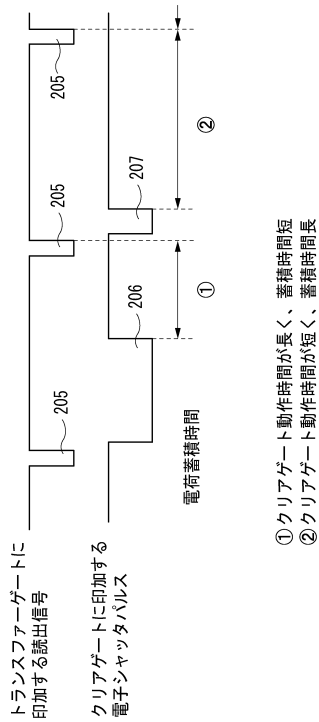 トランスファーゲートに
印加する読出信号
205
205
205
クリアゲートに印加する
電子シャッタパルス
206
207
電荷蓄積時間
①
②
①クリアゲート動作時間が長く、蓄積時間短
②クリアゲート動作時間が短く、蓄積時間長